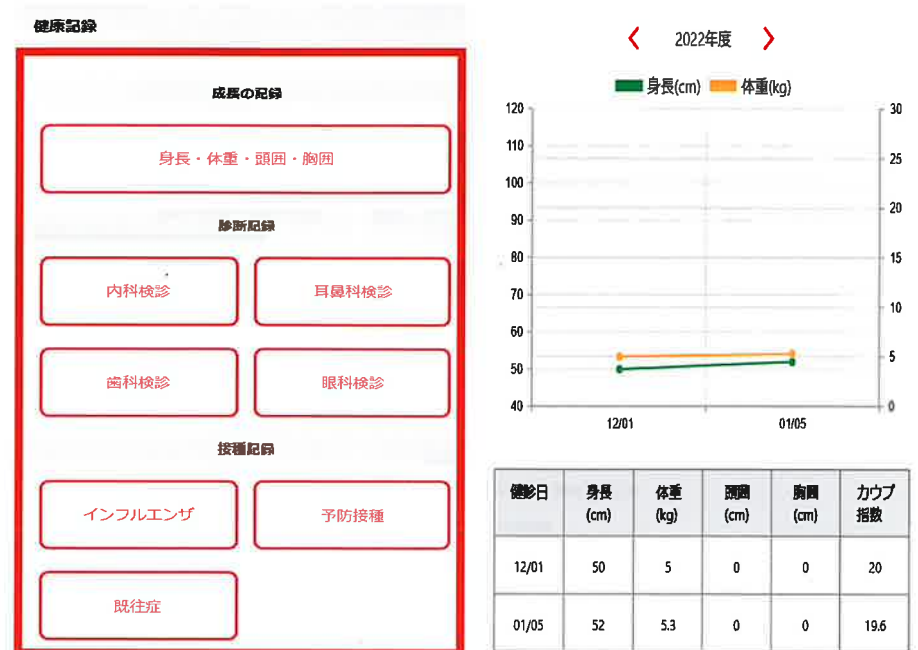 健康記録
成長の記録
身長・体重・頭囲・胸囲
診断記録
内科検診
耳鼻科検診
歯科検診
眼科検診
接種記録
インフルエンザ
予防接種
既往症
2022年度
身長(cm) 体重(kg)
120 30
110
25
100
20
90
80 15
70
10
60
5
50
40 0
12/01 01/05
健診日 身長(cm) 体重(kg) 頭囲(cm) 胸囲(cm) カウプ指数
12/01 50 5 0 0 20
01/05 52 5.3 0 0 19.6